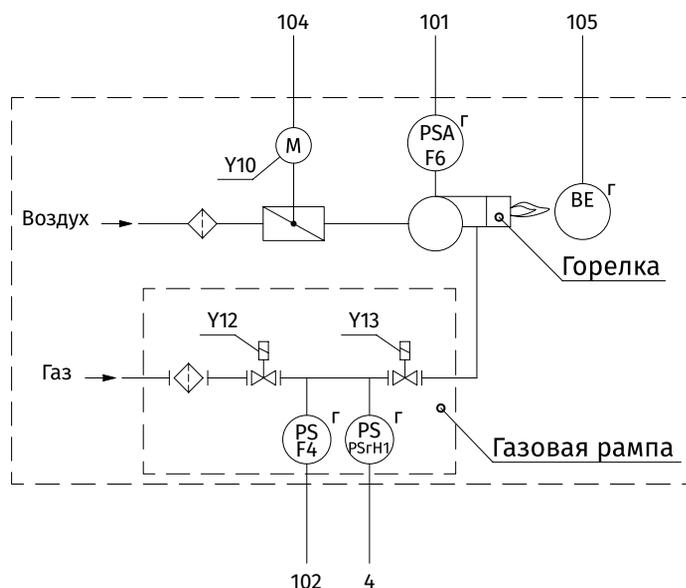 104
101
105
г
PSA
F6
M
Y10
г
BE
Воздух
Горелка
Y12
Y13
Газ
г
г
PS
F4
PS
PSгH1
Газовая рампа
102
4